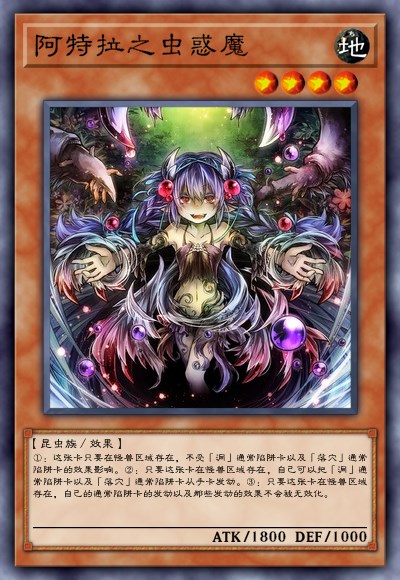 阿特拉之虫惑魔
地
【昆虫族／效果】
①：这张卡只要在怪兽区域存在，不受「洞」通常陷阱卡以及「落穴」通常
陷阱卡的效果影响。②：只要这张卡在怪兽区域存在，自己可以把「洞」通
常陷阱卡以及「落穴」通常陷阱卡从手卡发动。③：只要这张卡在怪兽区域
存在，自己的通常陷阱卡的发动以及那些发动的效果不会被无效化。
ATK/1800 DEF/1000